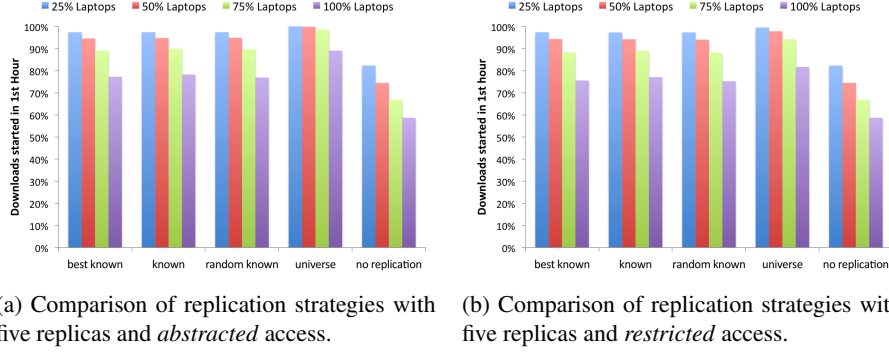 25% Laptops 50% Laptops 75% Laptops 100% Laptops
Downloads started in 1st Hour
100%
90%
80%
70%
60%
50%
40%
30%
20%
10%
0%
best known known random known universe no replication
(a) Comparison of replication strategies with
five replicas and abstracted access.
25% Laptops 50% Laptops 75% Laptops 100% Laptops
Downloads started in 1st hour
100%
90%
80%
70%
60%
50%
40%
30%
20%
10%
0%
best known known random known universe no replication
(b) Comparison of replication strategies wit
five replicas and restricted access.